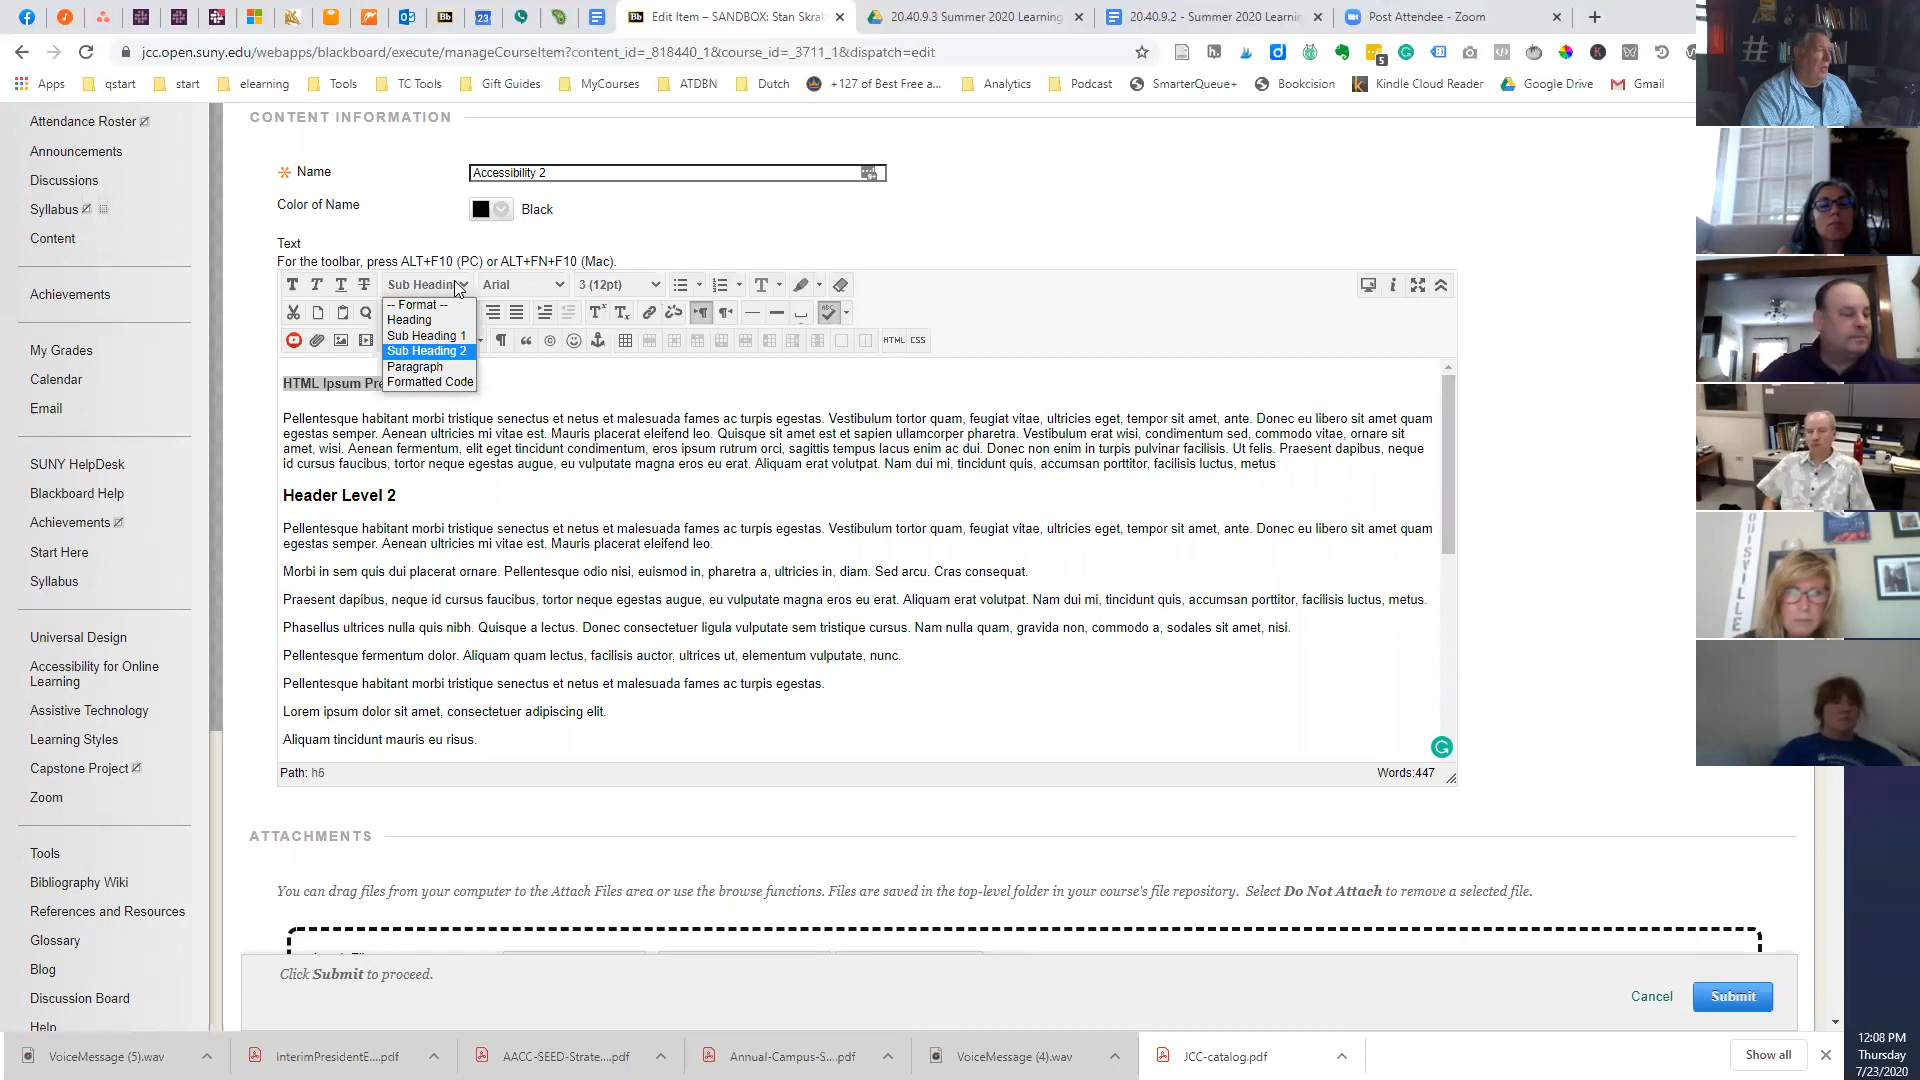 Edit Item – SANDBOX: Stan Skra
20.40.9.3 Summer 2020 Learning
20.40.9.2 - Summer 2020 Learnin
Post Attendee - Zoom
jcc.open.suny.edu/webapps/blackboard/execute/manageCourseItem?content_id=_818440_1&course_id=_3711_1&dispatch=edit
Apps
qstart
start
elearning
Tools
TC Tools
Gift Guides
MyCourses
ATDBN
Dutch
+127 of Best Free a...
Analytics
Podcast
SmarterQueue+
Bookcision
Kindle Cloud Reader
Google Drive
Gmail
Attendance Roster
Announcements
Discussions
Syllabus
Content
Achievements
My Grades
Calendar
Email
SUNY HelpDesk
Blackboard Help
Achievements
Start Here
Syllabus
Universal Design
Accessibility for Online
Learning
Assistive Technology
Learning Styles
Capstone Project
Zoom
Tools
Bibliography Wiki
References and Resources
Glossary
Blog
Discussion Board
Help
CONTENT INFORMATION
Name
Accessibility 2
Color of Name
Black
Text
For the toolbar, press ALT+F10 (PC) or ALT+FN+F10 (Mac).
T T T T Sub Heading Arial 3 (12pt)
-- Format --
Heading
Sub Heading 1
Sub Heading 2
Paragraph
Formatted Code
HTML CSS
HTML Ipsum Pre
Pellentesque habitant morbi tristique senectus et netus et malesuada fames ac turpis egestas. Vestibulum tortor quam, feugiat vitae, ultricies eget, tempor sit amet, ante. Donec eu libero sit amet quam
egestas semper. Aenean ultricies mi vitae est. Mauris placerat eleifend leo. Quisque sit amet est et sapien ullamcorper pharetra. Vestibulum erat wisi, condimentum sed, commodo vitae, ornare sit
amet, wisi. Aenean fermentum, elit eget tincidunt condimentum, eros ipsum rutrum orci, sagittis tempus lacus enim ac dui. Donec non enim in turpis pulvinar facilisis. Ut felis. Praesent dapibus, neque
id cursus faucibus, tortor neque egestas augue, eu vulputate magna eros eu erat. Aliquam erat volutpat. Nam dui mi, tincidunt quis, accumsan porttitor, facilisis luctus, metus
Header Level 2
Pellentesque habitant morbi tristique senectus et netus et malesuada fames ac turpis egestas. Vestibulum tortor quam, feugiat vitae, ultricies eget, tempor sit amet, ante. Donec eu libero sit amet quam
egestas semper. Aenean ultricies mi vitae est. Mauris placerat eleifend leo.
Morbi in sem quis dui placerat ornare. Pellentesque odio nisi, euismod in, pharetra a, ultricies in, diam. Sed arcu. Cras consequat.
Praesent dapibus, neque id cursus faucibus, tortor neque egestas augue, eu vulputate magna eros eu erat. Aliquam erat volutpat. Nam dui mi, tincidunt quis, accumsan porttitor, facilisis luctus, metus.
Phasellus ultrices nulla quis nibh. Quisque a lectus. Donec consectetuer ligula vulputate sem tristique cursus. Nam nulla quam, gravida non, commodo a, sodales sit amet, nisi.
Pellentesque fermentum dolor. Aliquam quam lectus, facilisis auctor, ultrices ut, elementum vulputate, nunc.
Pellentesque habitant morbi tristique senectus et netus et malesuada fames ac turpis egestas.
Lorem ipsum dolor sit amet, consectetuer adipiscing elit.
Aliquam tincidunt mauris eu risus.
Path: h6
Words:447
ATTACHMENTS
You can drag files from your computer to the Attach Files area or use the browse functions. Files are saved in the top-level folder in your course's file repository. Select Do Not Attach to remove a selected file.
Click Submit to proceed.
Cancel
Submit
VoiceMessage (5).wav
InterimPresidentE....pdf
AACC-SEED-Strate....pdf
Annual-Campus-S....pdf
VoiceMessage (4).wav
JCC-catalog.pdf
Show all
12:08 PM
Thursday
7/23/2020